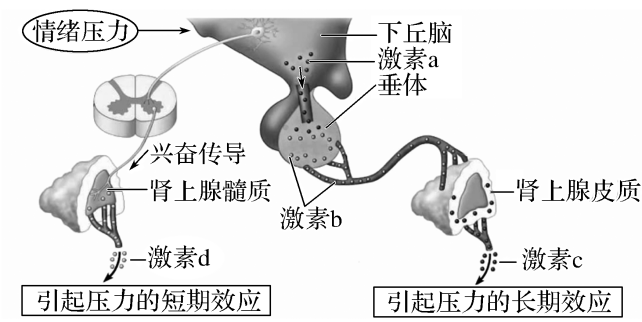 情绪压力
下丘脑
激素a
垂体
兴奋传导
肾上腺髓质
激素b
肾上腺皮质
激素d
激素c
引起压力的短期效应
引起压力的长期效应